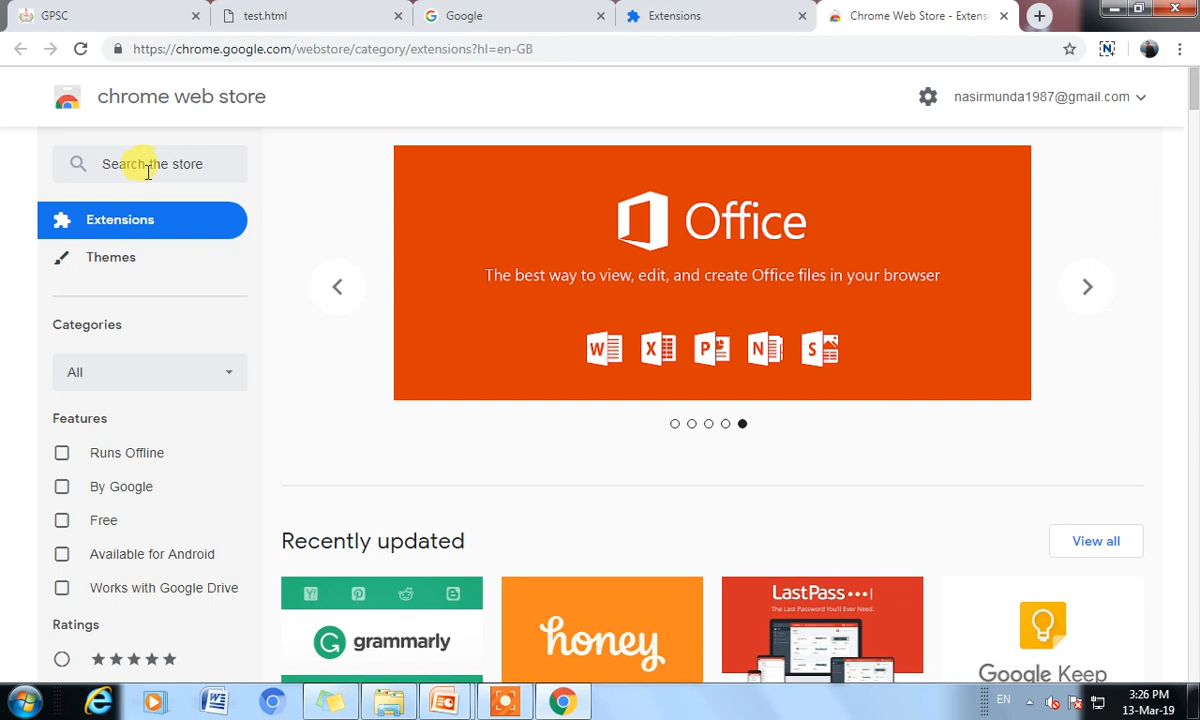 GPSC
test.html
Google
Extensions
Chrome Web Store - Extensi
https://chrome.google.com/webstore/category/extensions?hl=en-GB
chrome web store
nasirmunda1987@gmail.com
Search the store
Extensions
Themes
Categories
All
Features
Runs Offline
By Google
Free
Available for Android
Works with Google Drive
Ratings
Office
The best way to view, edit, and create Office files in your browser
W X P N S
Recently updated
View all
grammarly
honey
LastPass •••|
The Last Password You'll Ever Need.
Google Keep
EN
3:26 PM
13-Mar-19